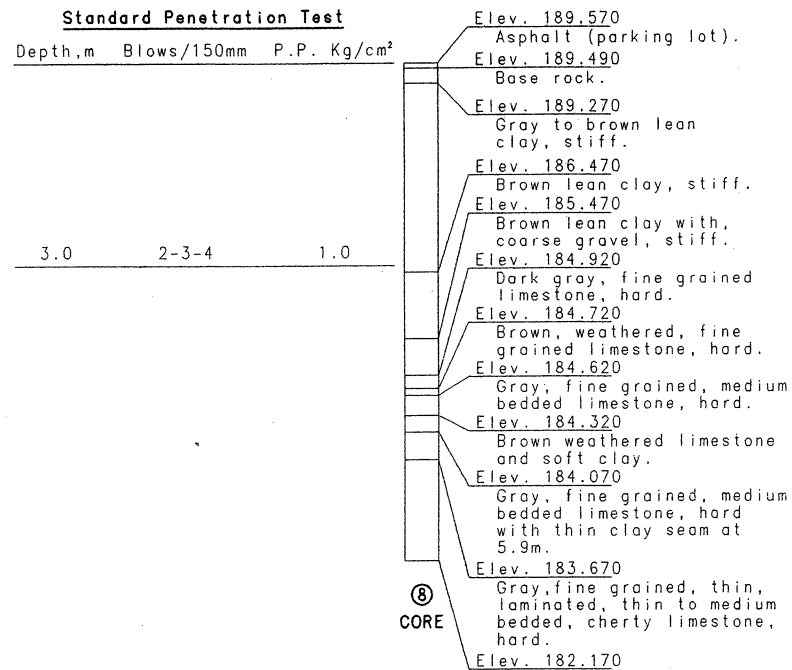 Standard Penetration Test
Depth,m Blows/150mm P.P. Kg/cm²
3.0 2-3-4 1.0
Elev. 189.570
Asphalt (parking lot).
Elev. 189.490
Base rock.
Elev. 189.270
Gray to brown lean
clay, stiff.
Elev. 186.470
Brown lean clay, stiff.
Elev. 185.470
Brown lean clay with,
coarse gravel, stiff.
Elev. 184.920
Dark gray, fine grained
limestone, hard.
Elev. 184.720
Brown, weathered, fine
grained limestone, hard.
Elev. 184.620
Gray, fine grained, medium
bedded limestone, hard.
Elev. 184.320
Brown weathered limestone
and soft clay.
Elev. 184.070
Gray, fine grained, medium
bedded limestone, hard
with thin clay seam at
5.9m.
Elev. 183.670
Gray,fine grained, thin,
laminated, thin to medium
bedded, cherty limestone,
hard.
Elev. 182.170
8
CORE